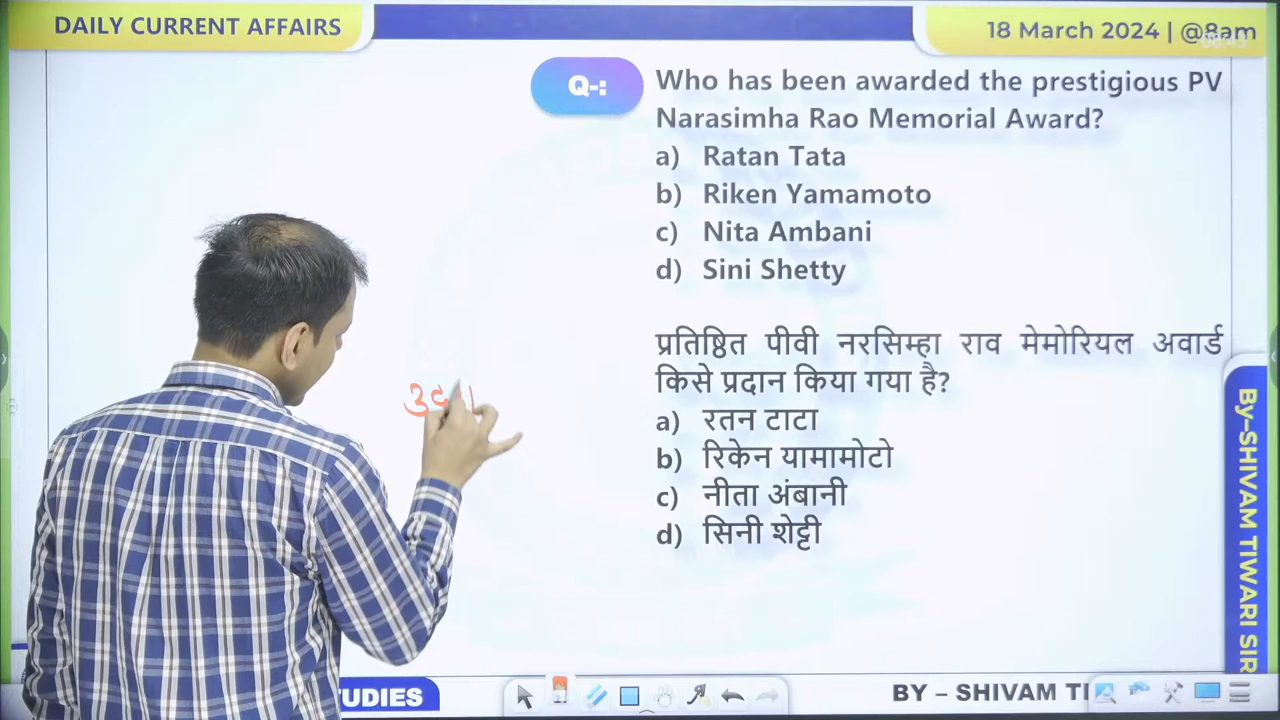 DAILY CURRENT AFFAIRS
18 March 2024 | @8am
Q-:
Who has been awarded the prestigious PV
Narasimha Rao Memorial Award?
a) Ratan Tata
b) Riken Yamamoto
c) Nita Ambani
d) Sini Shetty
प्रतिष्ठित पीवी नरसिम्हा राव मेमोरियल अवार्ड
किसे प्रदान किया गया है?
a) रतन टाटा
b) रिकेन यामामोटो
c) नीता अंबानी
d) सिनी शेट्टी
By-SHIVAM TIWARI SIR
TUDIES
BY – SHIVAM TI